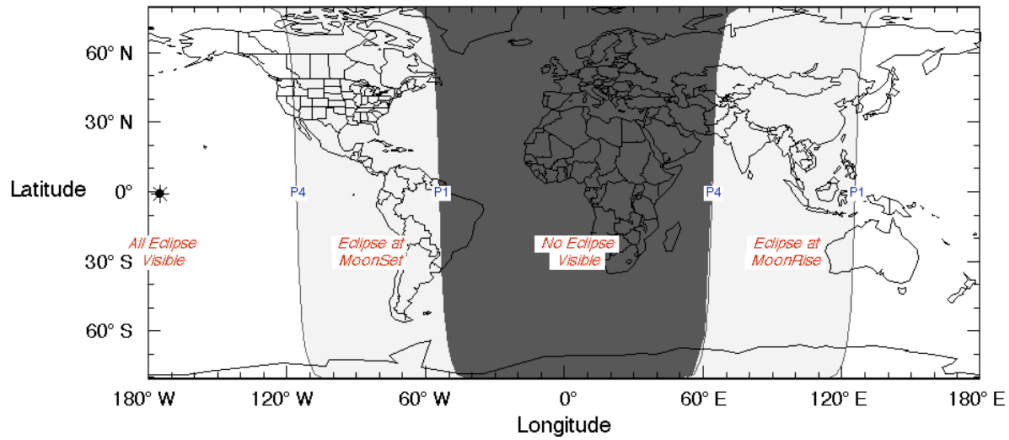 60° N
30° N
Latitude 0°
P4 P1 P4 P1
All Eclipse Visible
Eclipse at MoonSet
No Eclipse Visible
Eclipse at MoonRise
30° S
60° S
180° W 120° W 60° W 0° 60° E 120° E 180° E
Longitude